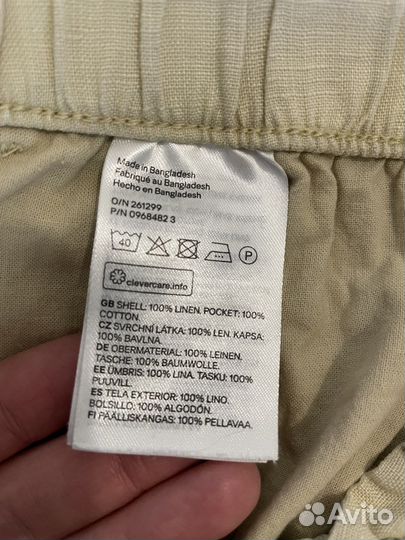 Made in Bangladesh
Fabriqué au Bangladesh
Hecho en Bangladesh
O/N 261299
P/N 0968482 3
40
P
clevercare.info
GB SHELL: 100% LINEN. POCKET: 100%
COTTON.
CZ SVRCHNÍ LÁTKA: 100% LEN. KAPSA:
100% BAVLNA.
DE OBERMATERIAL: 100% LEINEN.
TASCHE: 100% BAUMWOLLE.
EE ÜMBRIS: 100% LINA. TASKU: 100%
PUUVILL.
ES TELA EXTERIOR: 100% LINO.
BOLSILLO: 100% ALGODÓN.
FI PÄÄLLISKANGAS: 100% PELLAVAA.
Avito